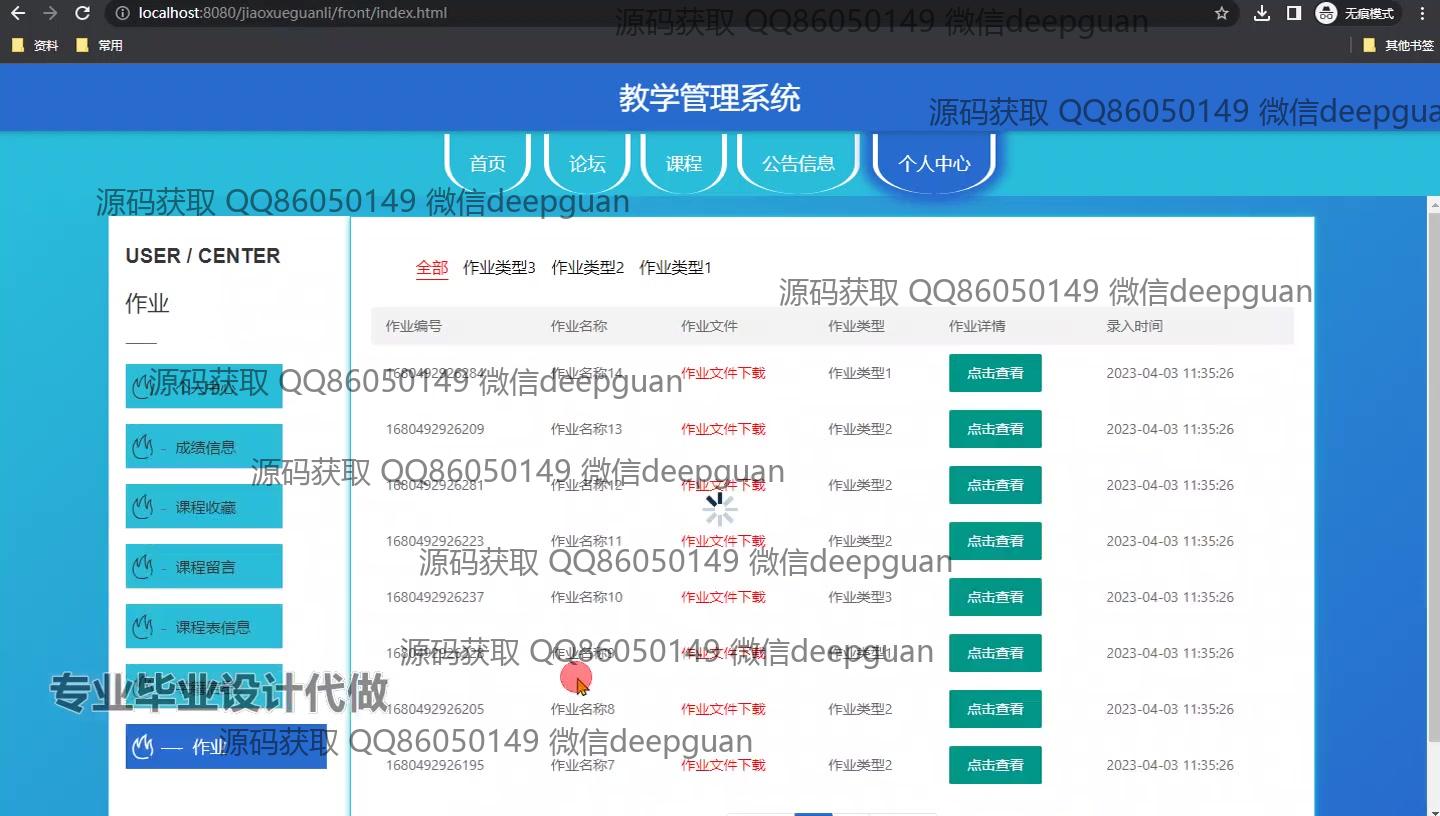 localhost:8080/jiaoxueguanli/front/index.html
无痕模式
源码获取 QQ86050149 微信deepguan
资料 常用 其他书签
教学管理系统
源码获取 QQ86050149 微信deepgua
首页 论坛 课程 公告信息 个人中心
源码获取 QQ86050149 微信deepguan
USER / CENTER
作业
全部 作业类型3 作业类型2 作业类型1
源码获取 QQ86050149 微信deepguan
作业编号 作业名称 作业文件 作业类型 作业详情 录入时间
1680492926284 作业名称14 作业文件下载 作业类型1 点击查看 2023-04-03 11:35:26
源码获取 QQ86050149 微信deepguan
1680492926209 作业名称13 作业文件下载 作业类型2 点击查看 2023-04-03 11:35:26
- 成绩信息
源码获取 QQ86050149 微信deepguan
1680492926281 作业名称12 作业文件下载 作业类型2 点击查看 2023-04-03 11:35:26
- 课程收藏
1680492926223 作业名称11 作业文件下载 作业类型2 点击查看 2023-04-03 11:35:26
源码获取 QQ86050149 微信deepguan
- 课程留言
1680492926237 作业名称10 作业文件下载 作业类型3 点击查看 2023-04-03 11:35:26
- 课程表信息
源码获取 QQ86050149 微信deepguan
作业名称9 作业文件下载 作业类型1 点击查看 2023-04-03 11:35:26
专业毕业设计代做
1680492926205 作业名称8 作业文件下载 作业类型2 点击查看 2023-04-03 11:35:26
— 作业
源码获取 QQ86050149 微信deepguan
1680492926195 作业名称7 作业文件下载 作业类型2 点击查看 2023-04-03 11:35:26